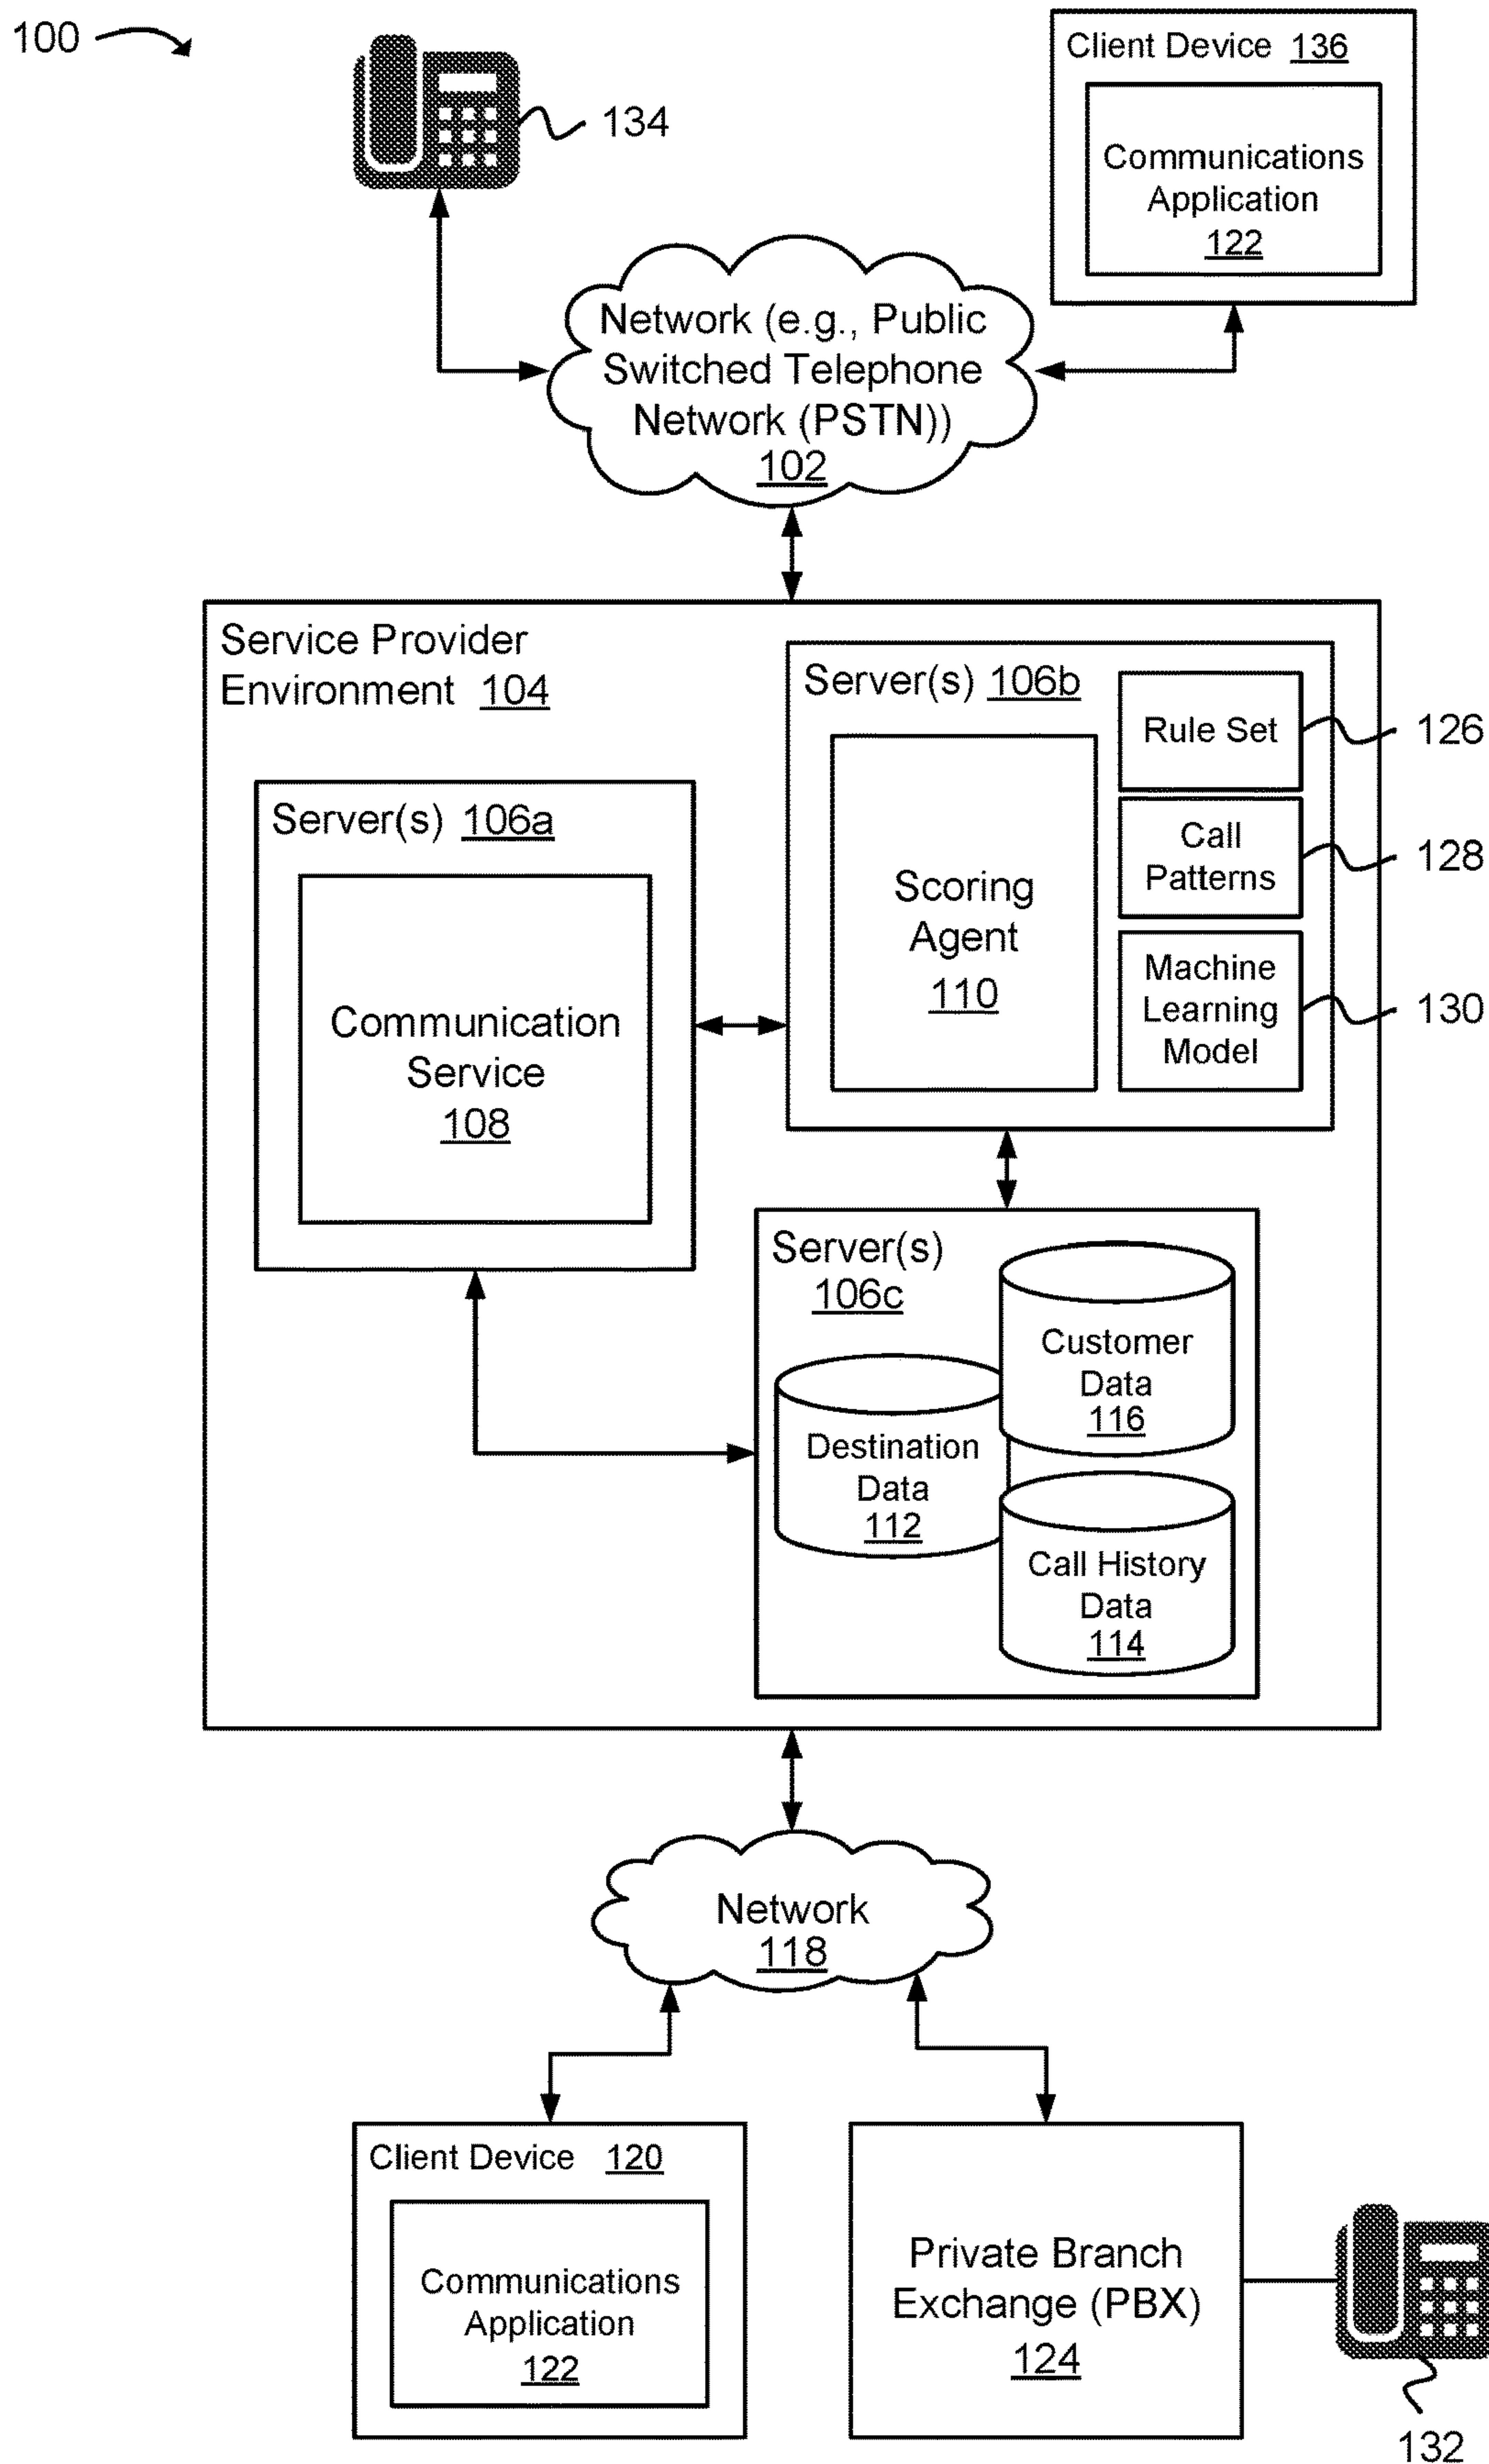 100
134
Client Device 136
Communications
Application
122
Network (e.g., Public
Switched Telephone
Network (PSTN))
102
Service Provider
Environment 104
Server(s) 106b
Rule Set
126
Call
Patterns
128
Machine
Learning
Model
130
Scoring
Agent
110
Server(s) 106a
Communication
Service
108
Server(s)
106c
Customer
Data
116
Destination
Data
112
Call History
Data
114
Network
118
Client Device 120
Communications
Application
122
Private Branch
Exchange (PBX)
124
132